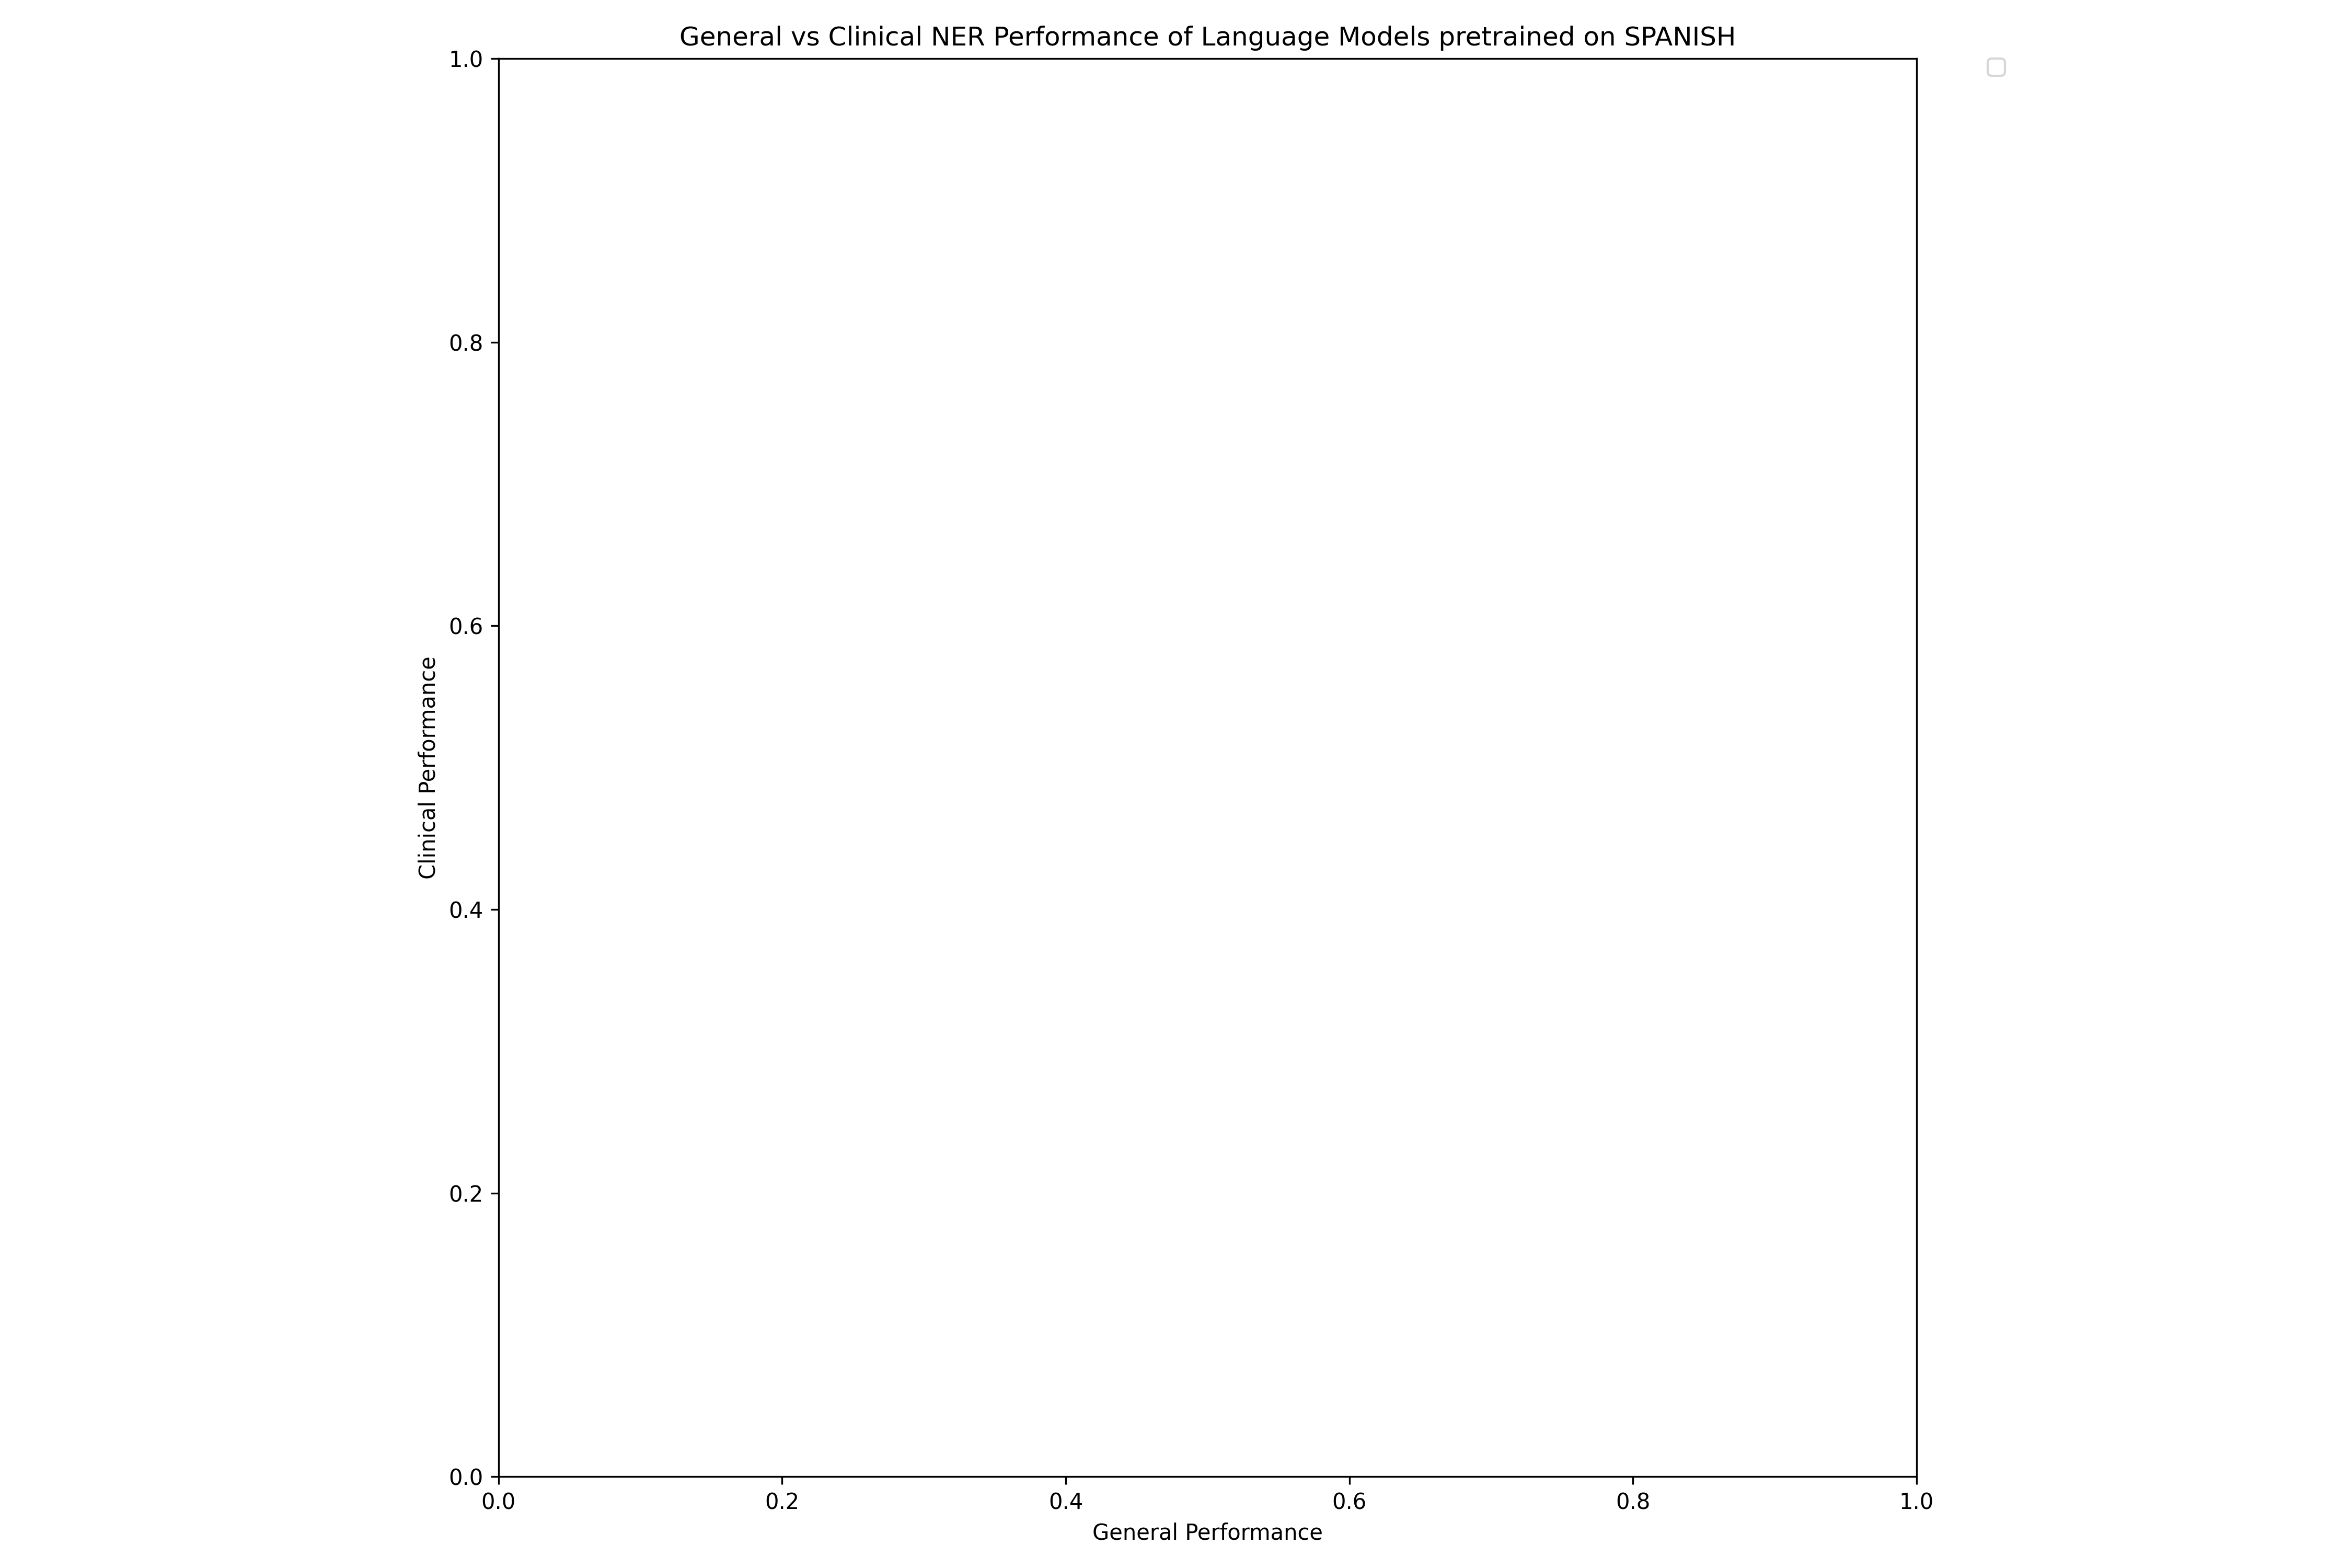 General vs Clinical NER Performance of Language Models pretrained on SPANISH
1.0
0.8
0.6
0.4
0.2
0.0
Clinical Performance
0.0 0.2 0.4 0.6 0.8 1.0
General Performance